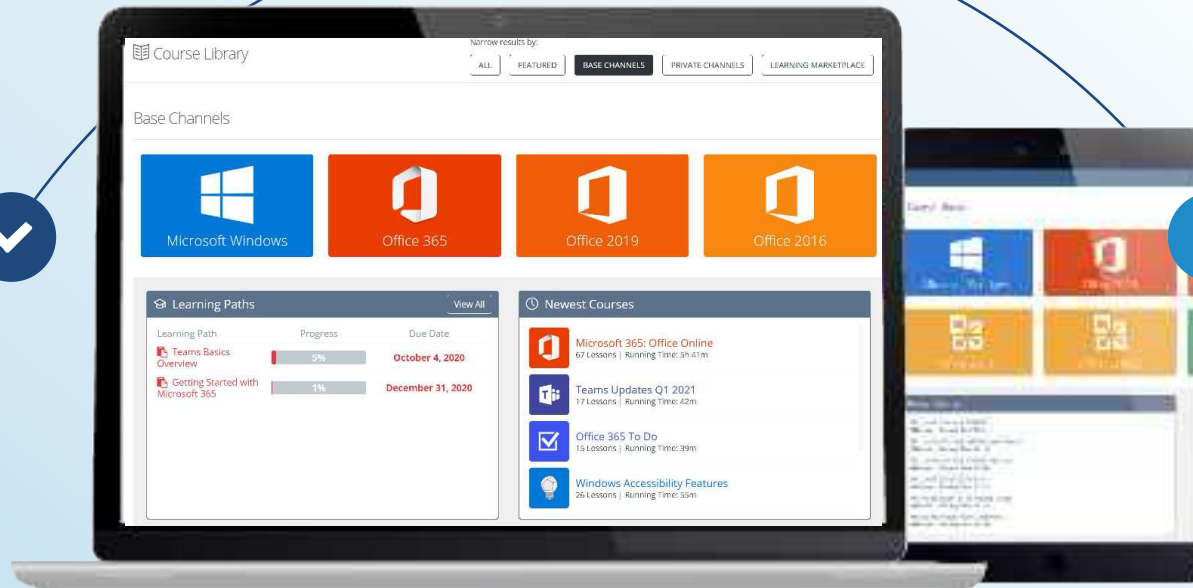 Course Library
Narrow results by:
ALL
FEATURED
BASE CHANNELS
PRIVATE CHANNELS
LEARNING MARKETPLACE
Base Channels
Microsoft Windows
Office 365
Office 2019
Office 2016
Learning Paths
View All
Learning Path
Progress
Due Date
Teams Basics
Overview
5%
October 4, 2020
Getting Started with
Microsoft 365
1%
December 31, 2020
Newest Courses
Microsoft 365: Office Online
67 Lessons | Running Time: 5h 41m
Teams Updates Q1 2021
17 Lessons | Running Time: 42m
Office 365 To Do
15 Lessons | Running Time: 39m
Windows Accessibility Features
26 Lessons | Running Time: 55m